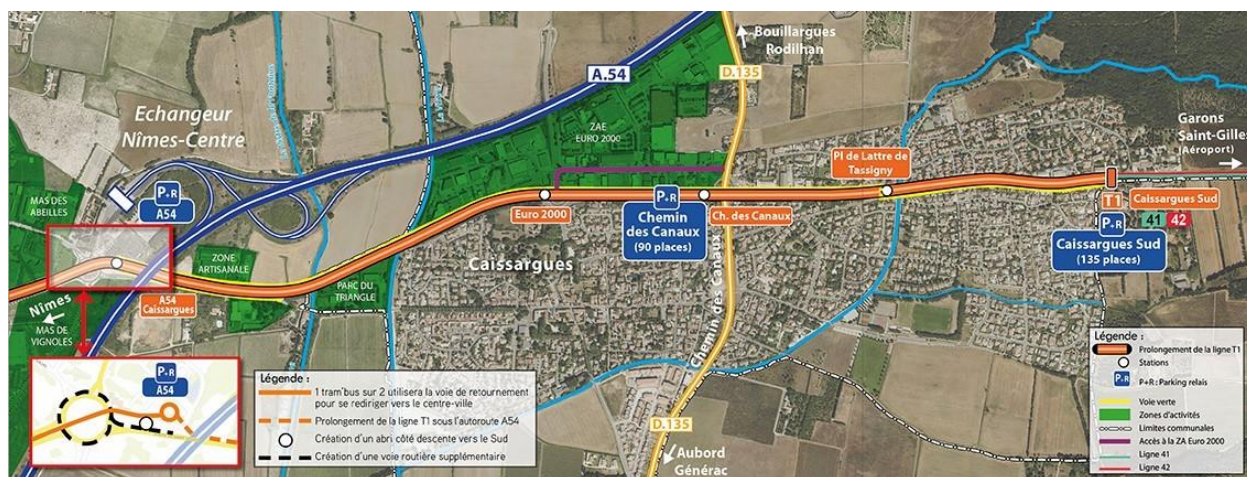 Bouillargues
Rodilhan
A.54
D.135
Echangeur
Nîmes-Centre
ZAE
EURO 2000
Garons
Saint-Gilles
(Aéroport)
Pl de Lattre de
Tassigny
MAS DES
ABEILLES
P+R
A54
Euro 2000
P+R
Chemin
des Canaux
(90 places)
Ch. des Canaux
T1
Caissargues Sud
41 42
P+R
Caissargues Sud
(135 places)
ZONE
ARTISANALE
Caissargues
PARC DU
TRIANGLE
A54
Caissargues
Nîmes
MAS DE
VIGNOLES
Chemin des Canaux
D.135
Aubord
Générac
P+R
A54
Légende :
1 tram'bus sur 2 utilisera la voie de retournement
pour se rediriger vers le centre-ville
Prolongement de la ligne T1 sous l'autoroute A54
Création d'un abri côté descente vers le Sud
Création d'une voie routière supplémentaire
Légende :
Prolongement de la ligne T1
Stations
P+R P+R : Parking relais
Voie verte
Zones d'activités
Limites communales
Accès à la ZA Euro 2000
Ligne 41
Ligne 42